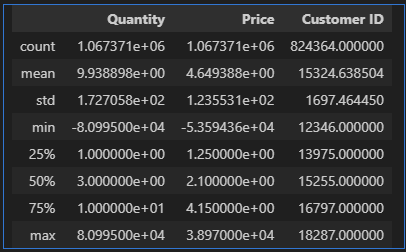 Quantity Price Customer ID
count 1.067371e+06 1.067371e+06 824364.000000
mean 9.938898e+00 4.649388e+00 15324.638504
std 1.727058e+02 1.235531e+02 1697.464450
min -8.099500e+04 -5.359436e+04 12346.000000
25% 1.000000e+00 1.250000e+00 13975.000000
50% 3.000000e+00 2.100000e+00 15255.000000
75% 1.000000e+01 4.150000e+00 16797.000000
max 8.099500e+04 3.897000e+04 18287.000000